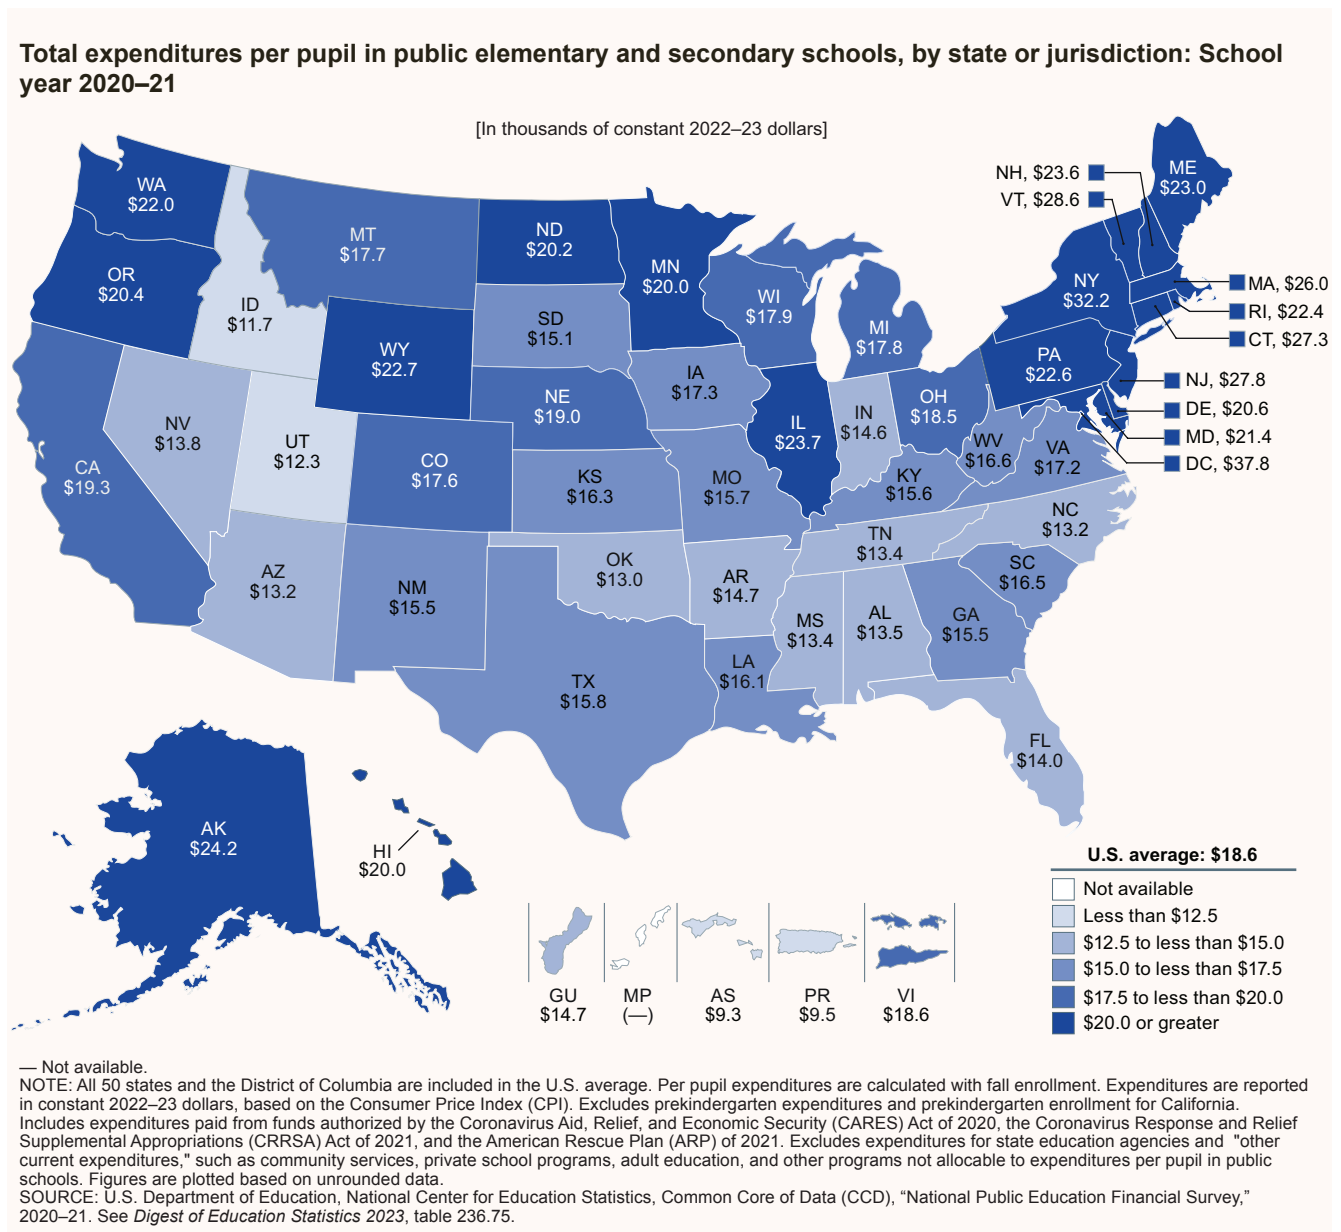 Total expenditures per pupil in public elementary and secondary schools, by state or jurisdiction: School
year 2020–21
[In thousands of constant 2022–23 dollars]
WA
$22.0
OR
$20.4
ID
$11.7
MT
$17.7
ND
$20.2
MN
$20.0
WI
$17.9
MI
$17.8
NH, $23.6
VT, $28.6
ME
$23.0
NY
$32.2
MA, $26.0
RI, $22.4
CT, $27.3
NJ, $27.8
DE, $20.6
MD, $21.4
DC, $37.8
PA
$22.6
WY
$22.7
SD
$15.1
IA
$17.3
NE
$19.0
IL
$23.7
IN
$14.6
OH
$18.5
WV
$16.6
VA
$17.2
CA
$19.3
NV
$13.8
UT
$12.3
CO
$17.6
KS
$16.3
MO
$15.7
KY
$15.6
TN
$13.4
NC
$13.2
SC
$16.5
AZ
$13.2
NM
$15.5
OK
$13.0
AR
$14.7
MS
$13.4
AL
$13.5
GA
$15.5
TX
$15.8
LA
$16.1
FL
$14.0
AK
$24.2
HI
$20.0
GU
$14.7
MP
(—)
AS
$9.3
PR
$9.5
VI
$18.6
U.S. average: $18.6
Not available
Less than $12.5
$12.5 to less than $15.0
$15.0 to less than $17.5
$17.5 to less than $20.0
$20.0 or greater
— Not available.
NOTE: All 50 states and the District of Columbia are included in the U.S. average. Per pupil expenditures are calculated with fall enrollment. Expenditures are reported
in constant 2022–23 dollars, based on the Consumer Price Index (CPI). Excludes prekindergarten expenditures and prekindergarten enrollment for California.
Includes expenditures paid from funds authorized by the Coronavirus Aid, Relief, and Economic Security (CARES) Act of 2020, the Coronavirus Response and Relief
Supplemental Appropriations (CRRSA) Act of 2021, and the American Rescue Plan (ARP) of 2021. Excludes expenditures for state education agencies and "other
current expenditures," such as community services, private school programs, adult education, and other programs not allocable to expenditures per pupil in public
schools. Figures are plotted based on unrounded data.
SOURCE: U.S. Department of Education, National Center for Education Statistics, Common Core of Data (CCD), “National Public Education Financial Survey,”
2020–21. See Digest of Education Statistics 2023, table 236.75.